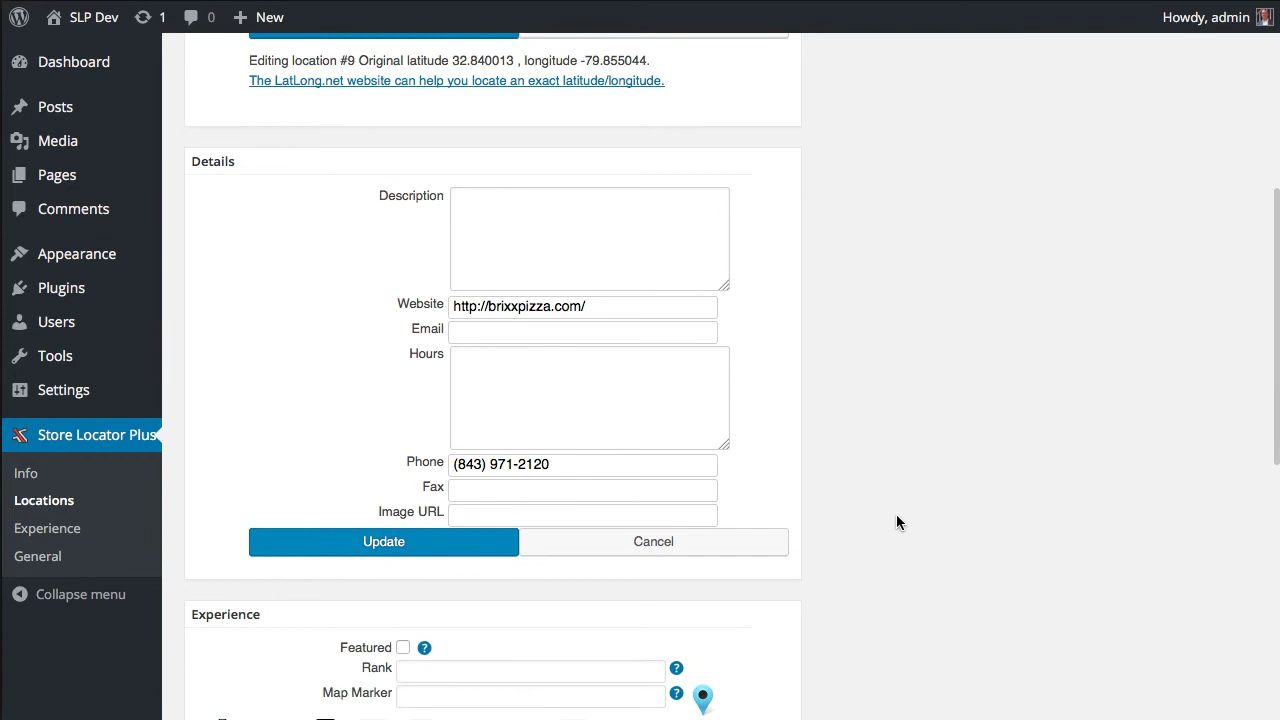 SLP Dev 1 0 New Howdy, admin
Dashboard
Posts
Media
Pages
Comments
Appearance
Plugins
Users
Tools
Settings
Store Locator Plus
Info
Locations
Experience
General
Collapse menu
Editing location #9 Original latitude 32.840013 , longitude -79.855044.
The LatLong.net website can help you locate an exact latitude/longitude.
Details
Description
Website http://brixxpizza.com/
Email
Hours
Phone (843) 971-2120
Fax
Image URL
Update Cancel
Experience
Featured ?
Rank ?
Map Marker ?